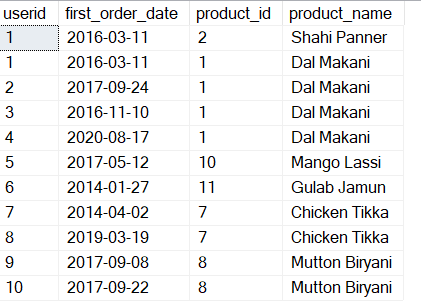 userid first_order_date product_id product_name
1 2016-03-11 2 Shahi Panner
1 2016-03-11 1 Dal Makani
2 2017-09-24 1 Dal Makani
3 2016-11-10 1 Dal Makani
4 2020-08-17 1 Dal Makani
5 2017-05-12 10 Mango Lassi
6 2014-01-27 11 Gulab Jamun
7 2014-04-02 7 Chicken Tikka
8 2019-03-19 7 Chicken Tikka
9 2017-09-08 8 Mutton Biryani
10 2017-09-22 8 Mutton Biryani